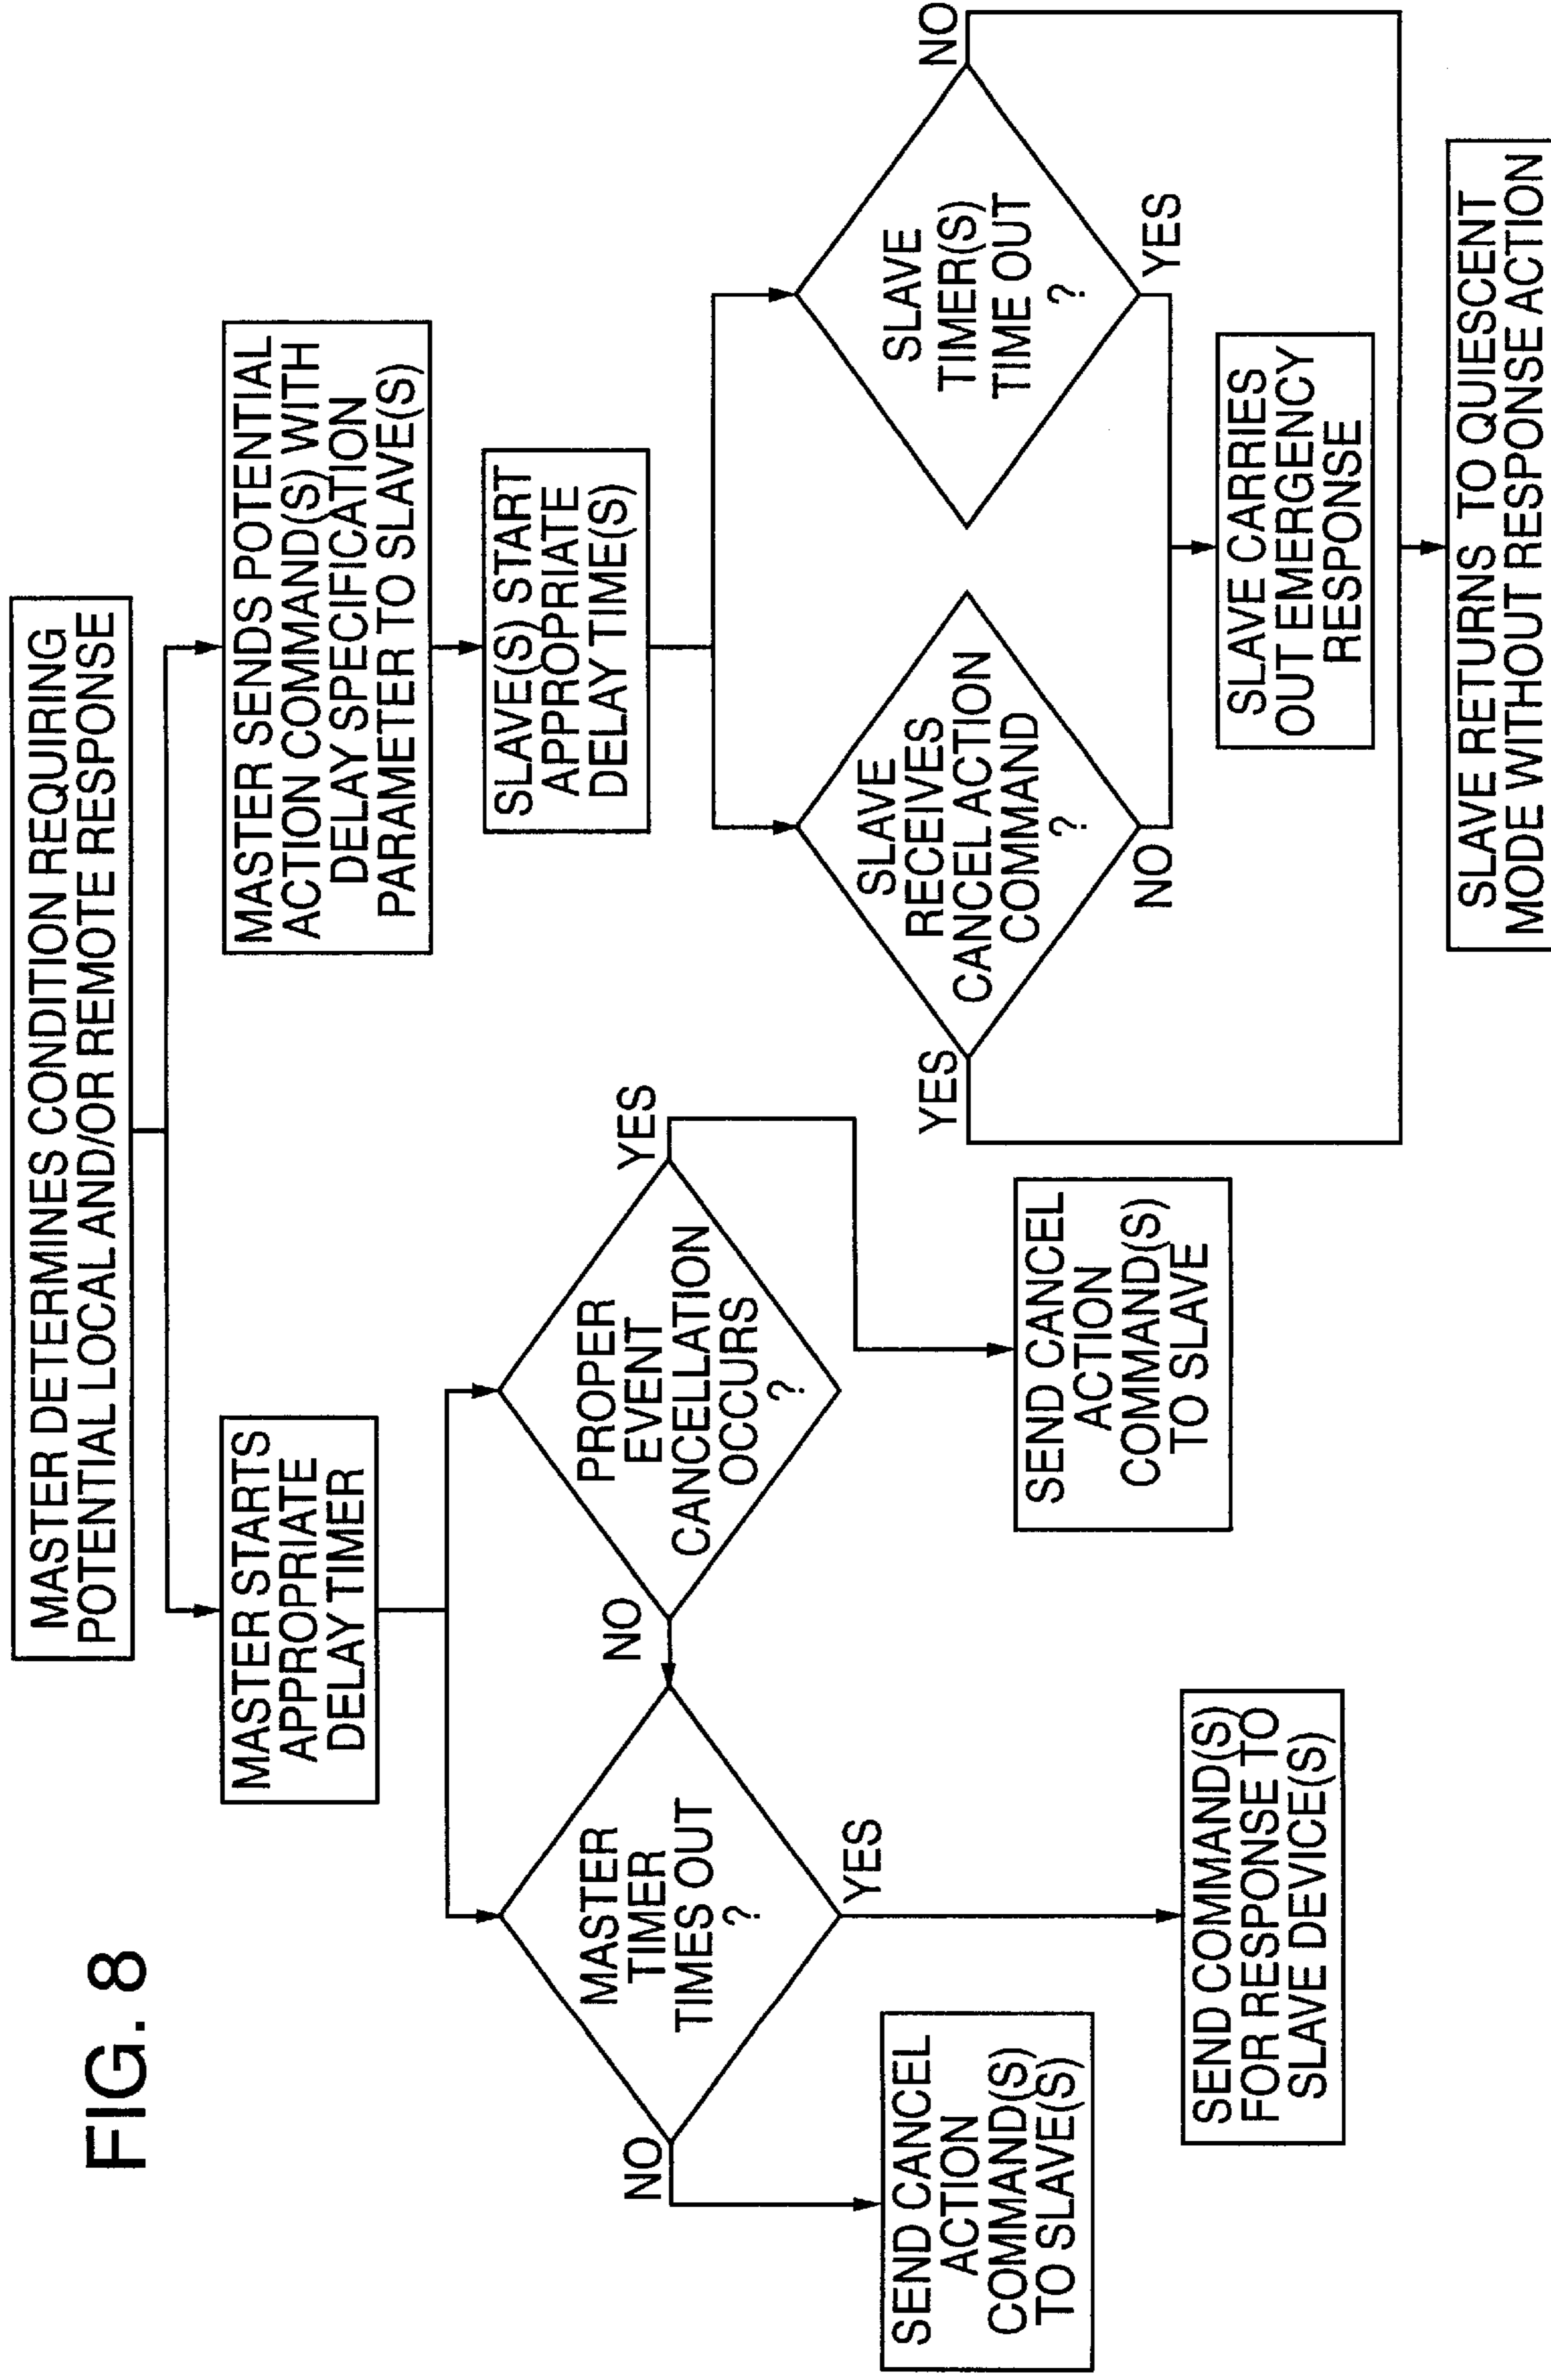 FIG. 8
MASTER DETERMINES CONDITION REQUIRING
POTENTIAL LOCAL AND/OR REMOTE RESPONSE
MASTER STARTS
APPROPRIATE
DELAY TIMER
MASTER SENDS POTENTIAL
ACTION COMMAND(S) WITH
DELAY SPECIFICATION
PARAMETER TO SLAVE(S)
SLAVE(S) START
APPROPRIATE
DELAY TIME(S)
MASTER
TIMER
TIMES OUT
?
NO
YES
PROPER
EVENT
CANCELLATION
OCCURS
?
NO
YES
SEND CANCEL
ACTION
COMMAND(S)
TO SLAVE(S)
SEND COMMAND(S)
FOR RESPONSE TO
SLAVE DEVICE(S)
SEND CANCEL
ACTION
COMMAND(S)
TO SLAVE
SLAVE
RECEIVES
CANCEL ACTION
COMMAND
?
YES
NO
SLAVE
TIMER(S)
TIME OUT
?
NO
YES
SLAVE CARRIES
OUT EMERGENCY
RESPONSE
SLAVE RETURNS TO QUIESCENT
MODE WITHOUT RESPONSE ACTION